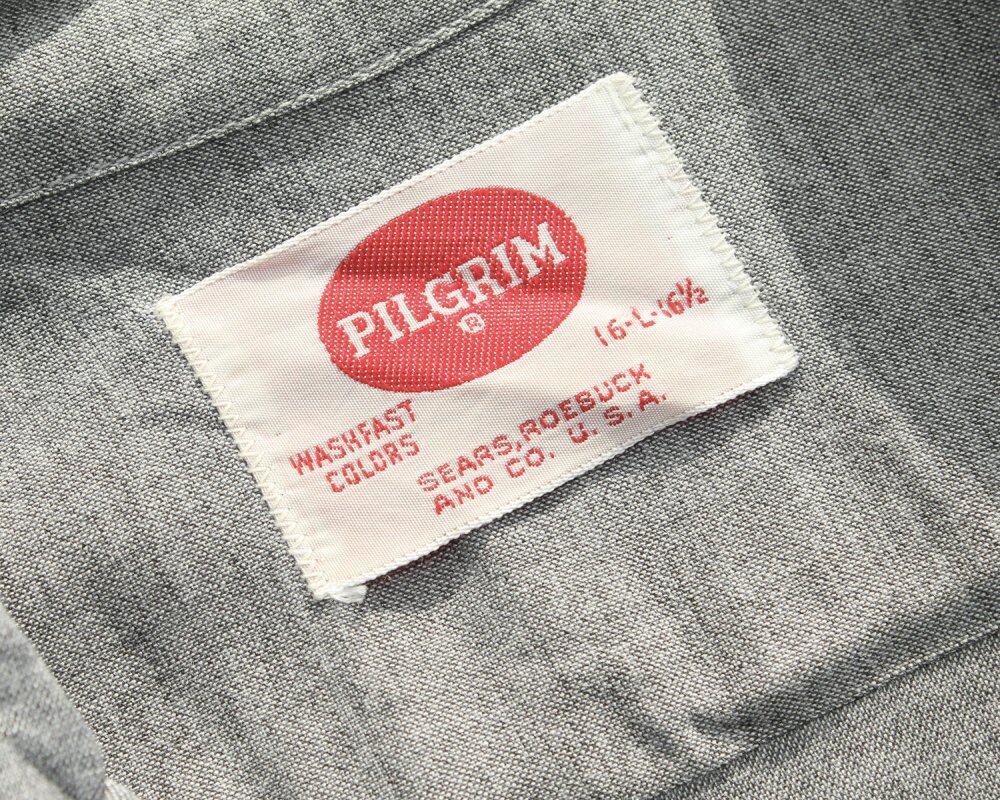 PILGRIM
®
16-L-16½
WASHFAST
COLORS
SEARS, ROEBUCK
AND CO. U.S.A.